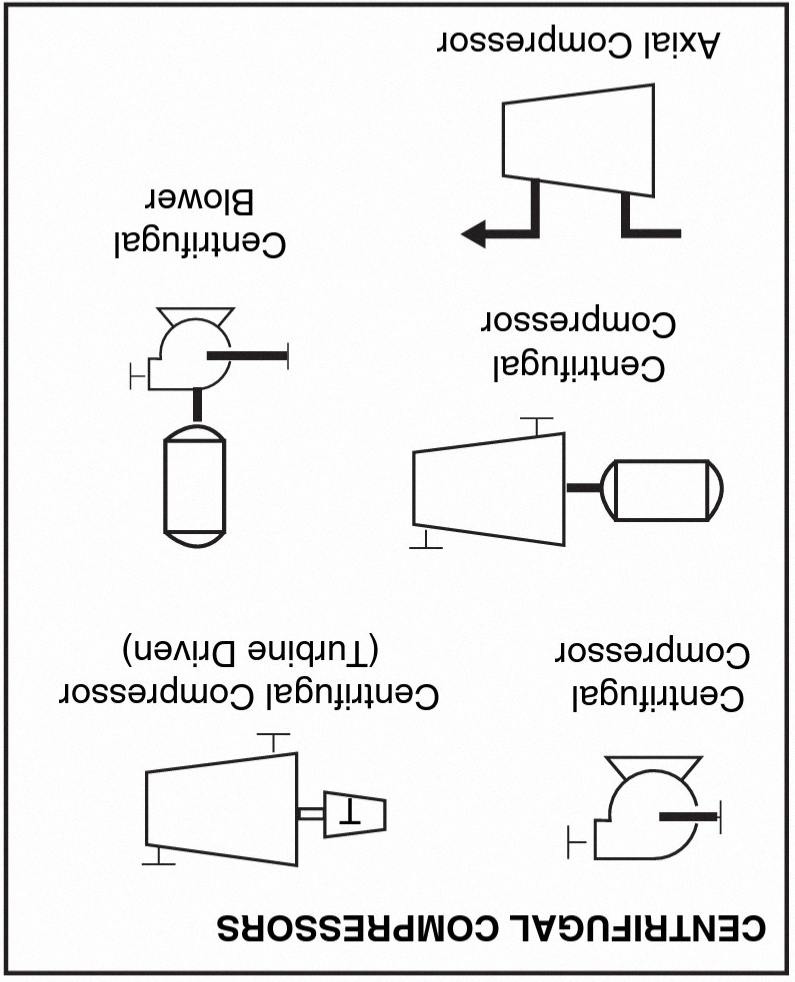 CENTRIFUGAL COMPRESSORS
T
Centrifugal
Compressor
Centrifugal Compressor
(Turbine Driven)
Centrifugal
Compressor
Centrifugal
Blower
Axial Compressor